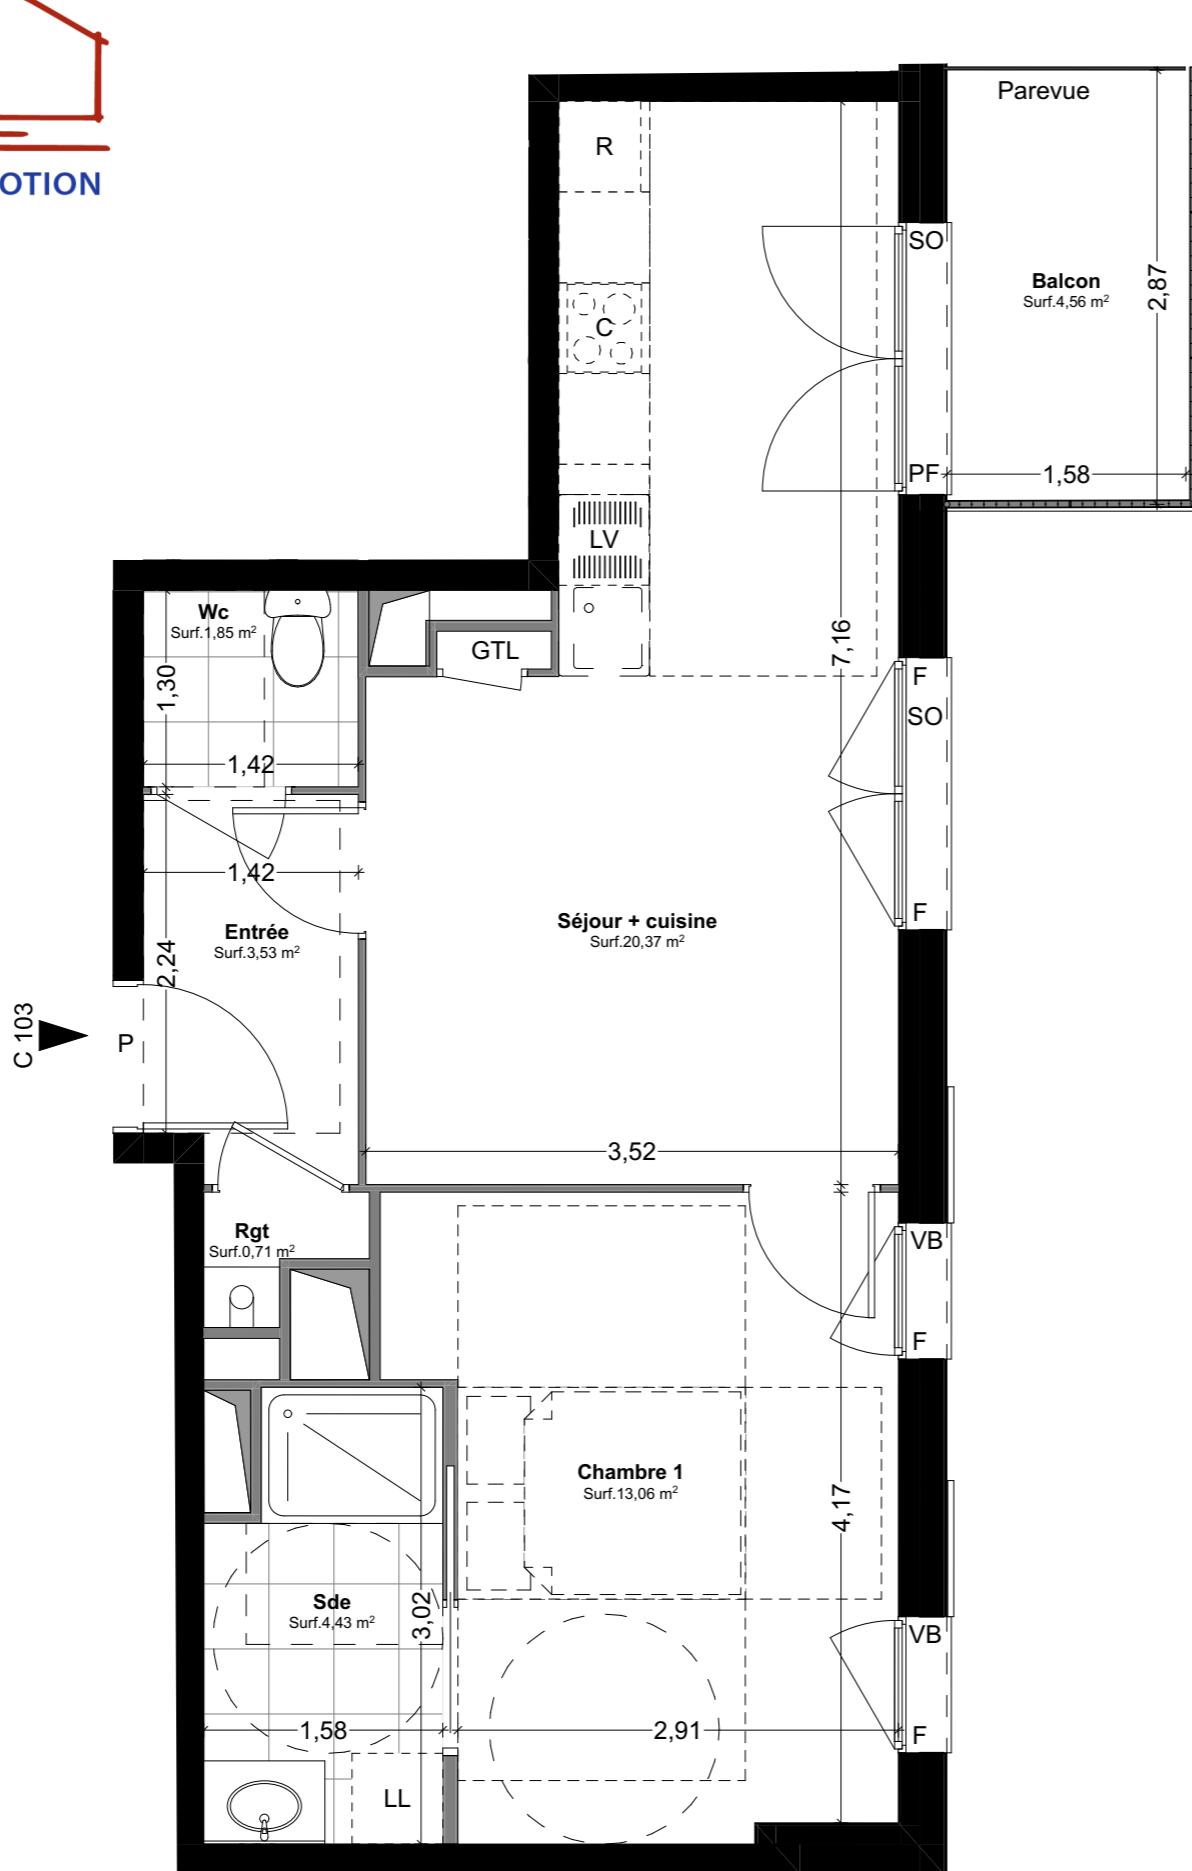 OTION
Parevue
R
SO
Balcon
Surf.4,56 m²
2,87
C
PF
1,58
LV
Wc
Surf.1,85 m²
GTL
7,16
F
1,30
SO
1,42
1,42
F
Entrée
Surf.3,53 m²
Séjour + cuisine
Surf.20,37 m²
2,24
C 103
P
3,52
Rgt
Surf.0,71 m²
VB
F
Chambre 1
Surf.13,06 m²
4,17
Sde
Surf.4,43 m²
3,02
VB
1,58
2,91
F
LL